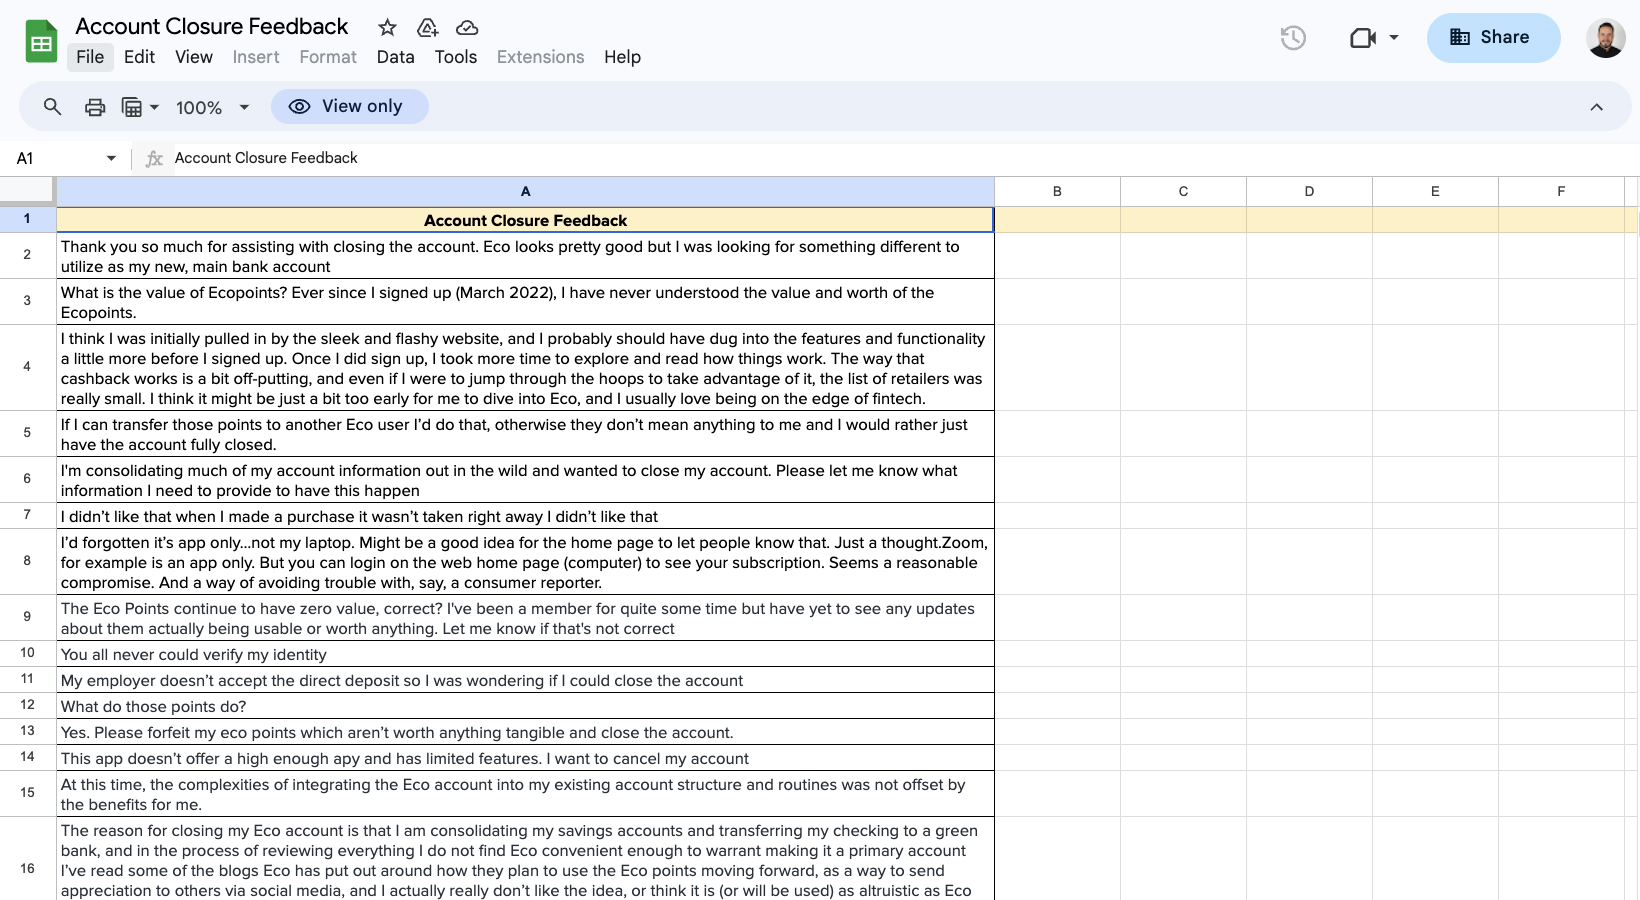 Account Closure Feedback
File Edit View Insert Format Data Tools Extensions Help
Share
100%
View only
A1
fx Account Closure Feedback
A B C D E F
1 Account Closure Feedback
2 Thank you so much for assisting with closing the account. Eco looks pretty good but I was looking for something different to
utilize as my new, main bank account
3 What is the value of Ecopoints? Ever since I signed up (March 2022), I have never understood the value and worth of the
Ecopoints.
4 I think I was initially pulled in by the sleek and flashy website, and I probably should have dug into the features and functionality
a little more before I signed up. Once I did sign up, I took more time to explore and read how things work. The way that
cashback works is a bit off-putting, and even if I were to jump through the hoops to take advantage of it, the list of retailers was
really small. I think it might be just a bit too early for me to dive into Eco, and I usually love being on the edge of fintech.
5 If I can transfer those points to another Eco user I’d do that, otherwise they don’t mean anything to me and I would rather just
have the account fully closed.
6 I'm consolidating much of my account information out in the wild and wanted to close my account. Please let me know what
information I need to provide to have this happen
7 I didn’t like that when I made a purchase it wasn’t taken right away I didn’t like that
8 I’d forgotten it’s app only...not my laptop. Might be a good idea for the home page to let people know that. Just a thought.Zoom,
for example is an app only. But you can login on the web home page (computer) to see your subscription. Seems a reasonable
compromise. And a way of avoiding trouble with, say, a consumer reporter.
9 The Eco Points continue to have zero value, correct? I've been a member for quite some time but have yet to see any updates
about them actually being usable or worth anything. Let me know if that's not correct
10 You all never could verify my identity
11 My employer doesn’t accept the direct deposit so I was wondering if I could close the account
12 What do those points do?
13 Yes. Please forfeit my eco points which aren’t worth anything tangible and close the account.
14 This app doesn’t offer a high enough apy and has limited features. I want to cancel my account
15 At this time, the complexities of integrating the Eco account into my existing account structure and routines was not offset by
the benefits for me.
16 The reason for closing my Eco account is that I am consolidating my savings accounts and transferring my checking to a green
bank, and in the process of reviewing everything I do not find Eco convenient enough to warrant making it a primary account
I’ve read some of the blogs Eco has put out around how they plan to use the Eco points moving forward, as a way to send
appreciation to others via social media, and I actually really don’t like the idea, or think it is (or will be used) as altruistic as Eco